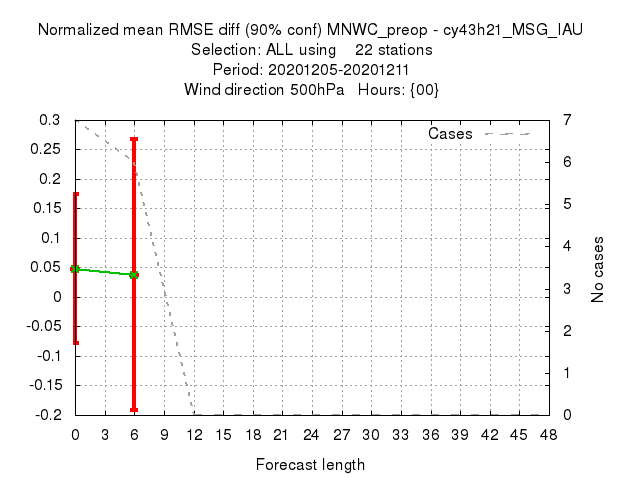 Normalized mean RMSE diff (90% conf) MNWC_preop - cy43h21_MSG_IAU
Selection: ALL using 22 stations
Period: 20201205-20201211
Wind direction 500hPa Hours: {00}
Cases
0.3
0.25
0.2
0.15
0.1
0.05
0
-0.05
-0.1
-0.15
-0.2
7
6
5
4
3
2
1
0
No cases
0 3 6 9 12 15 18 21 24 27 30 33 36 39 42 45 48
Forecast length